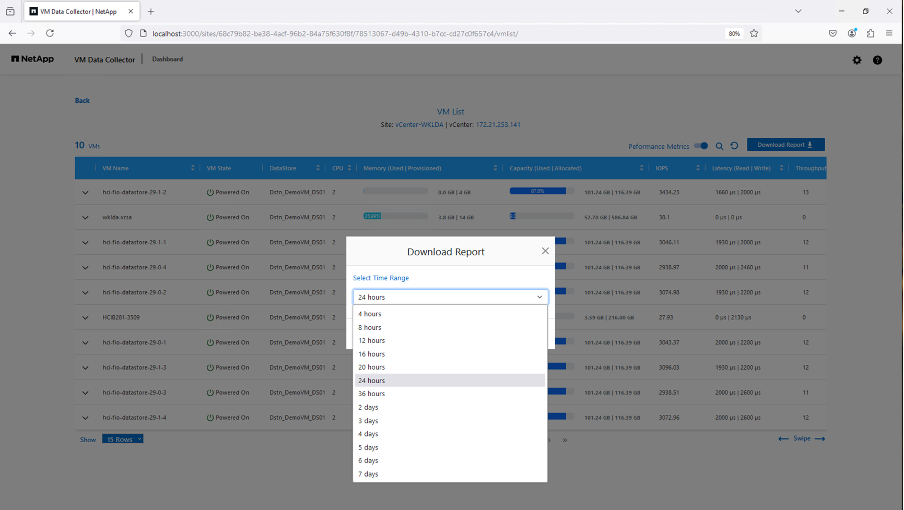 VM Data Collector | NetApp
localhost:3000/sites/68c79b82-be38-4acf-96b2-84a75f630f8f/78513067-d49b-4310-b7cc-cd27c0f657c4/vmlist/
80%
NetApp VM Data Collector Dashboard
Back
VM List
Site: vCenter-WKLDA | vCenter: 172.21.253.141
10 VMs Peformance Metrics Download Report
VM Name VM State DataStore CPU Memory (Used | Provisioned) Capacity (Used | Allocated) IOPS Latency (Read | Write) Throughput
hci-fio-datastore-29-1-2 Powered On Dstn_DemoVM_DS01 2 0.0 GB | 4 GB 87.0% 101.24 GB | 116.39 GB 3434.23 1660 μs | 2000 μs 13
wklda-vcsa Powered On Dstn_DemoVM_DS01 2 3.8 GB | 14 GB 52.78 GB | 586.84 GB 38.1 0 μs | 0 μs 0
hci-fio-datastore-29-1-1 Powered On Dstn_DemoVM_DS01 2 101.24 GB | 116.39 GB 3046.11 1930 μs | 2000 μs 12
hci-fio-datastore-29-0-4 Powered On Dstn_DemoVM_DS01 2 101.24 GB | 116.39 GB 2938.97 2000 μs | 2460 μs 11
hci-fio-datastore-29-0-2 Powered On Dstn_DemoVM_DS01 2 101.24 GB | 116.39 GB 3074.98 1930 μs | 2200 μs 12
HCIB281-3509 Powered On Dstn_DemoVM_DS01 2 3.59 GB | 216.00 GB 27.93 0 μs | 2130 μs 0
hci-fio-datastore-29-0-1 Powered On Dstn_DemoVM_DS01 2 101.24 GB | 116.39 GB 3043.37 2000 μs | 2200 μs 12
hci-fio-datastore-29-1-3 Powered On Dstn_DemoVM_DS01 2 101.24 GB | 116.39 GB 3096.03 1930 μs | 2200 μs 12
hci-fio-datastore-29-0-3 Powered On Dstn_DemoVM_DS01 2 101.24 GB | 116.39 GB 2938.51 2000 μs | 2600 μs 11
hci-fio-datastore-29-1-4 Powered On Dstn_DemoVM_DS01 2 101.24 GB | 116.39 GB 3072.96 2000 μs | 2600 μs 12
Show 15 Rows Swipe
Download Report
Select Time Range
24 hours
4 hours
8 hours
12 hours
16 hours
20 hours
24 hours
36 hours
2 days
3 days
4 days
5 days
6 days
7 days